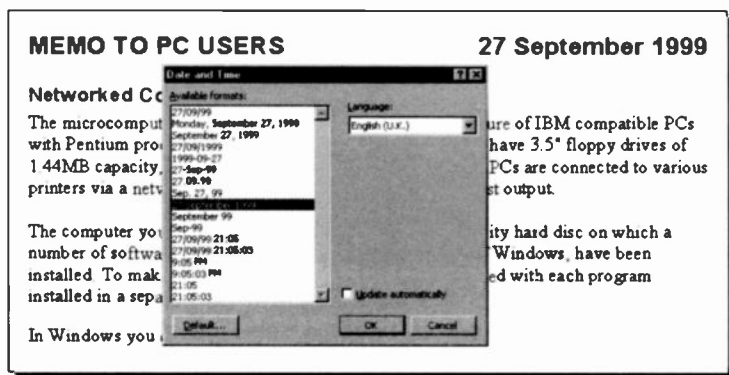 MEMO TO PC USERS 27 September 1999
Date and Time
Networked Co
Available formats:
Language:
27/09/99
English (U.K.)
Monday, September 27, 1999
The microcomput ure of IBM compatible PCs
September 27, 1999
27/09/1999
with Pentium pro have 3.5" floppy drives of
1999-09-27
27-Sep-99
1.44MB capacity, PCs are connected to various
27.09.99
Sep. 27, 99
printers via a netw st output.
September 99
Sep-99
The computer you ity hard disc on which a
27/09/99 21:05
27/09/99 21:05:03
number of softwa Windows, have been
9:05 PM
9:05:03 PM
installed. To mak ed with each program
21:05
21:05:03
Update automatically
installed in a sepa
Default... OK Cancel
In Windows you